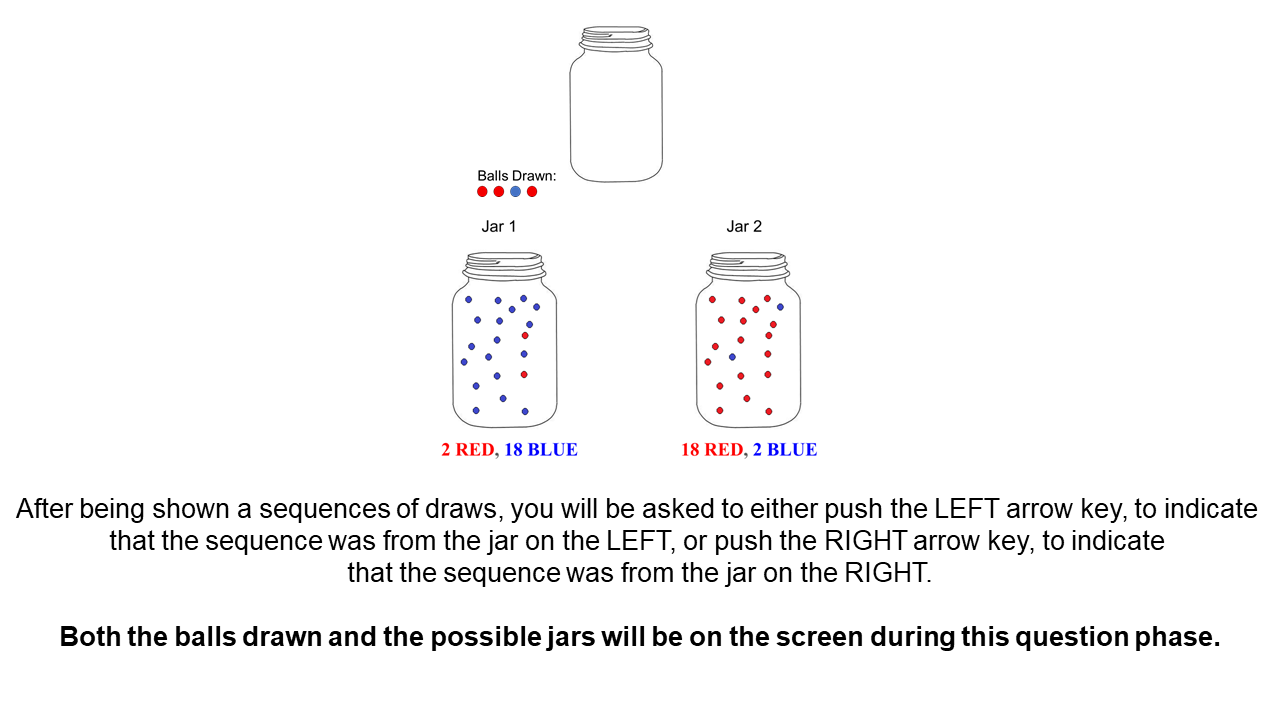 Balls Drawn:
Jar 1
Jar 2
2 RED, 18 BLUE
18 RED, 2 BLUE
After being shown a sequences of draws, you will be asked to either push the LEFT arrow key, to indicate
that the sequence was from the jar on the LEFT, or push the RIGHT arrow key, to indicate
that the sequence was from the jar on the RIGHT.
Both the balls drawn and the possible jars will be on the screen during this question phase.